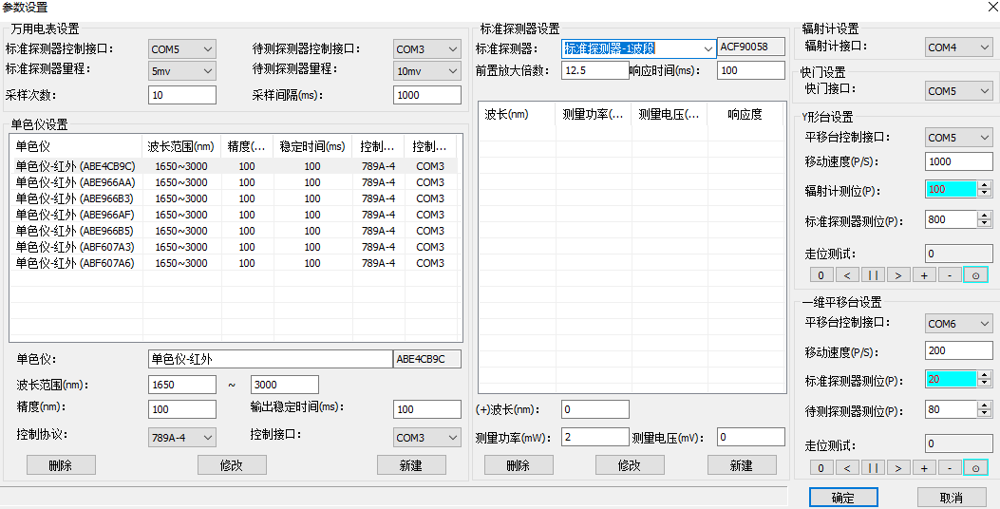 参数设置
万用电表设置
标准探测器控制接口: COM5 待测探测器控制接口: COM3
标准探测器量程: 5mv 待测探测器量程: 10mv
采样次数: 10 采样间隔(ms): 1000
单色仪设置
单色仪 波长范围(nm) 精度(... 稳定时间(ms) 控制... 控制...
单色仪-红外 (ABE4CB9C) 1650~3000 100 100 789A-4 COM3
单色仪-红外 (ABE966AA) 1650~3000 100 100 789A-4 COM3
单色仪-红外 (ABE966B3) 1650~3000 100 100 789A-4 COM3
单色仪-红外 (ABE966AF) 1650~3000 100 100 789A-4 COM3
单色仪-红外 (ABE966B5) 1650~3000 100 100 789A-4 COM3
单色仪-红外 (ABF607A3) 1650~3000 100 100 789A-4 COM3
单色仪-红外 (ABF607A6) 1650~3000 100 100 789A-4 COM3
单色仪: 单色仪-红外 ABE4CB9C
波长范围(nm): 1650 ~ 3000
精度(nm): 100 输出稳定时间(ms): 100
控制协议: 789A-4 控制接口: COM3
删除 修改 新建
标准探测器设置
标准探测器: 标准探测器-1波段 ACF90058
前置放大倍数: 12.5 响应时间(ms): 100
波长(nm) 测量功率(... 测量电压(... 响应度
(+)波长(nm): 0
测量功率(mW): 2 测量电压(mV): 0
删除 修改 新建
辐射计设置
辐射计接口: COM4
快门设置
快门接口: COM5
Y形台设置
平移台控制接口: COM5
移动速度(P/S): 1000
辐射计测位(P): 100
标准探测器测位(P): 800
走位测试: 0
0 < || > + - ⊙
一维平移台设置
平移台控制接口: COM6
移动速度(P/S): 200
标准探测器测位(P): 20
待测探测器测位(P): 80
走位测试: 0
0 < || > + - ⊙
确定 取消